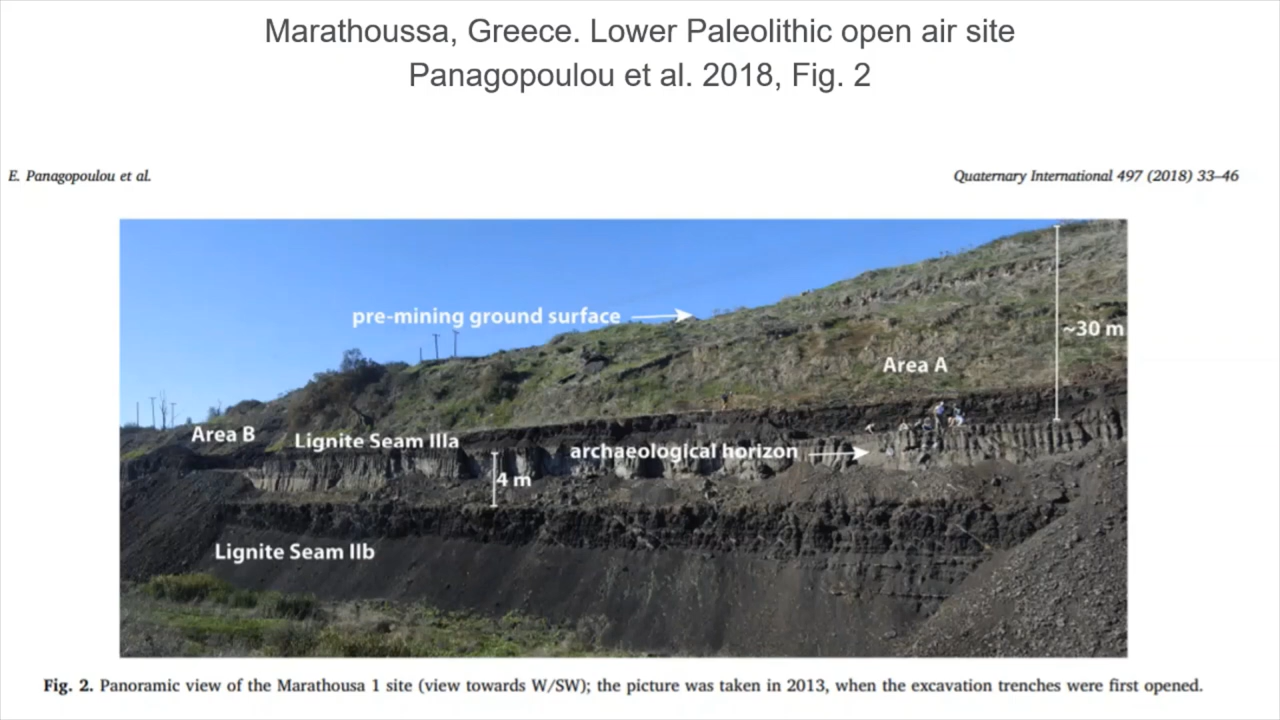 Marathoussa, Greece. Lower Paleolithic open air site
Panagopoulou et al. 2018, Fig. 2
E. Panagopoulou et al.
Quaternary International 497 (2018) 33–46
pre-mining ground surface
~30 m
Area A
Area B
Lignite Seam IIIa
archaeological horizon
4 m
Lignite Seam IIb
Fig. 2. Panoramic view of the Marathousa 1 site (view towards W/SW); the picture was taken in 2013, when the excavation trenches were first opened.